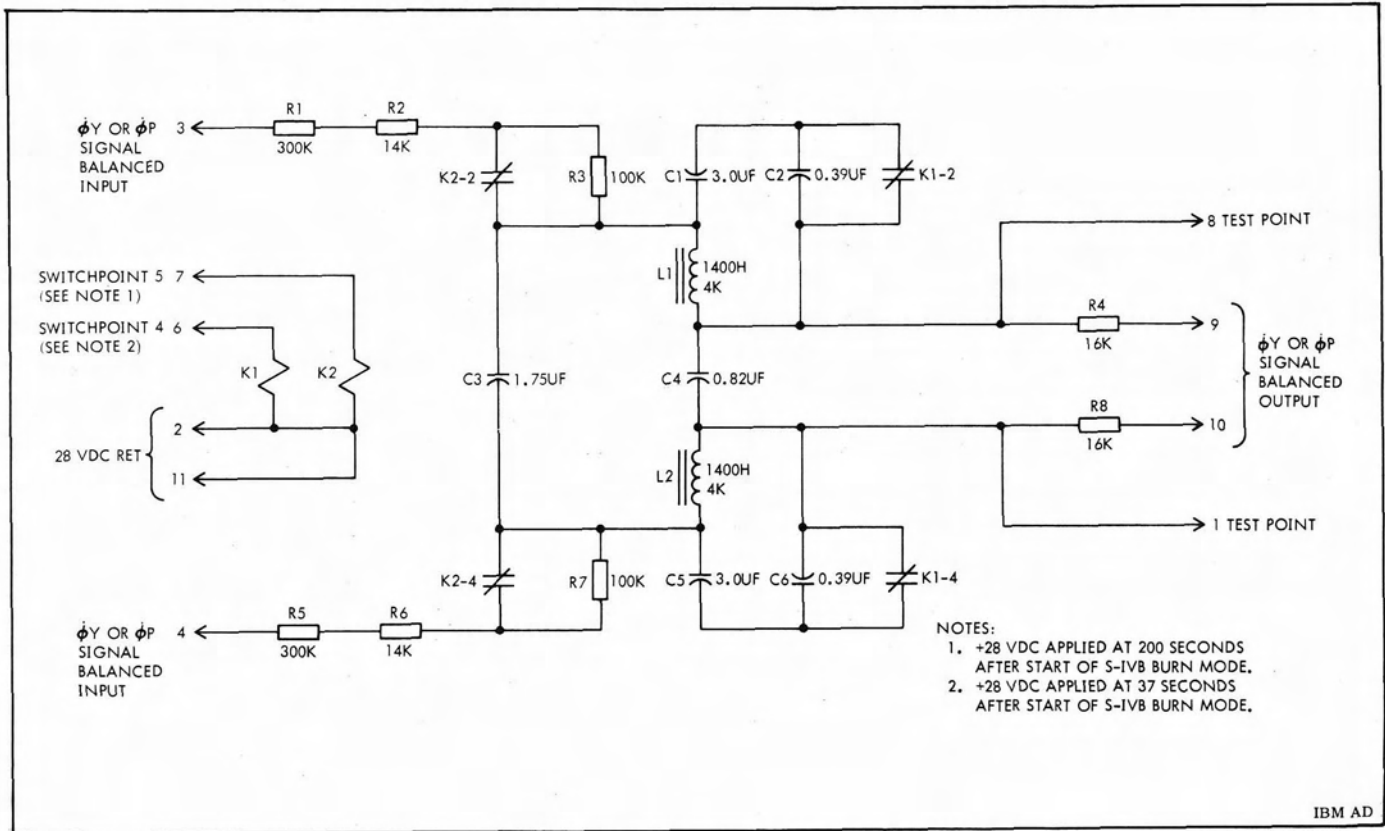 φ̇Y OR φ̇P 3
SIGNAL
BALANCED
INPUT
R1
300K
R2
14K
K2-2
R3
100K
C1
3.0UF
C2
0.39UF
K1-2
8 TEST POINT
SWITCHPOINT 5 7
(SEE NOTE 1)
SWITCHPOINT 4 6
(SEE NOTE 2)
K1
K2
28 VDC RET
2
11
L1
1400H
4K
C3
1.75UF
C4
0.82UF
R4
16K
9
φ̇Y OR φ̇P
SIGNAL
BALANCED
OUTPUT
R8
16K
10
L2
1400H
4K
1 TEST POINT
K2-4
R7
100K
C5
3.0UF
C6
0.39UF
K1-4
φ̇Y OR φ̇P 4
SIGNAL
BALANCED
INPUT
R5
300K
R6
14K
NOTES:
1. +28 VDC APPLIED AT 200 SECONDS
AFTER START OF S-IVB BURN MODE.
2. +28 VDC APPLIED AT 37 SECONDS
AFTER START OF S-IVB BURN MODE.
IBM AD